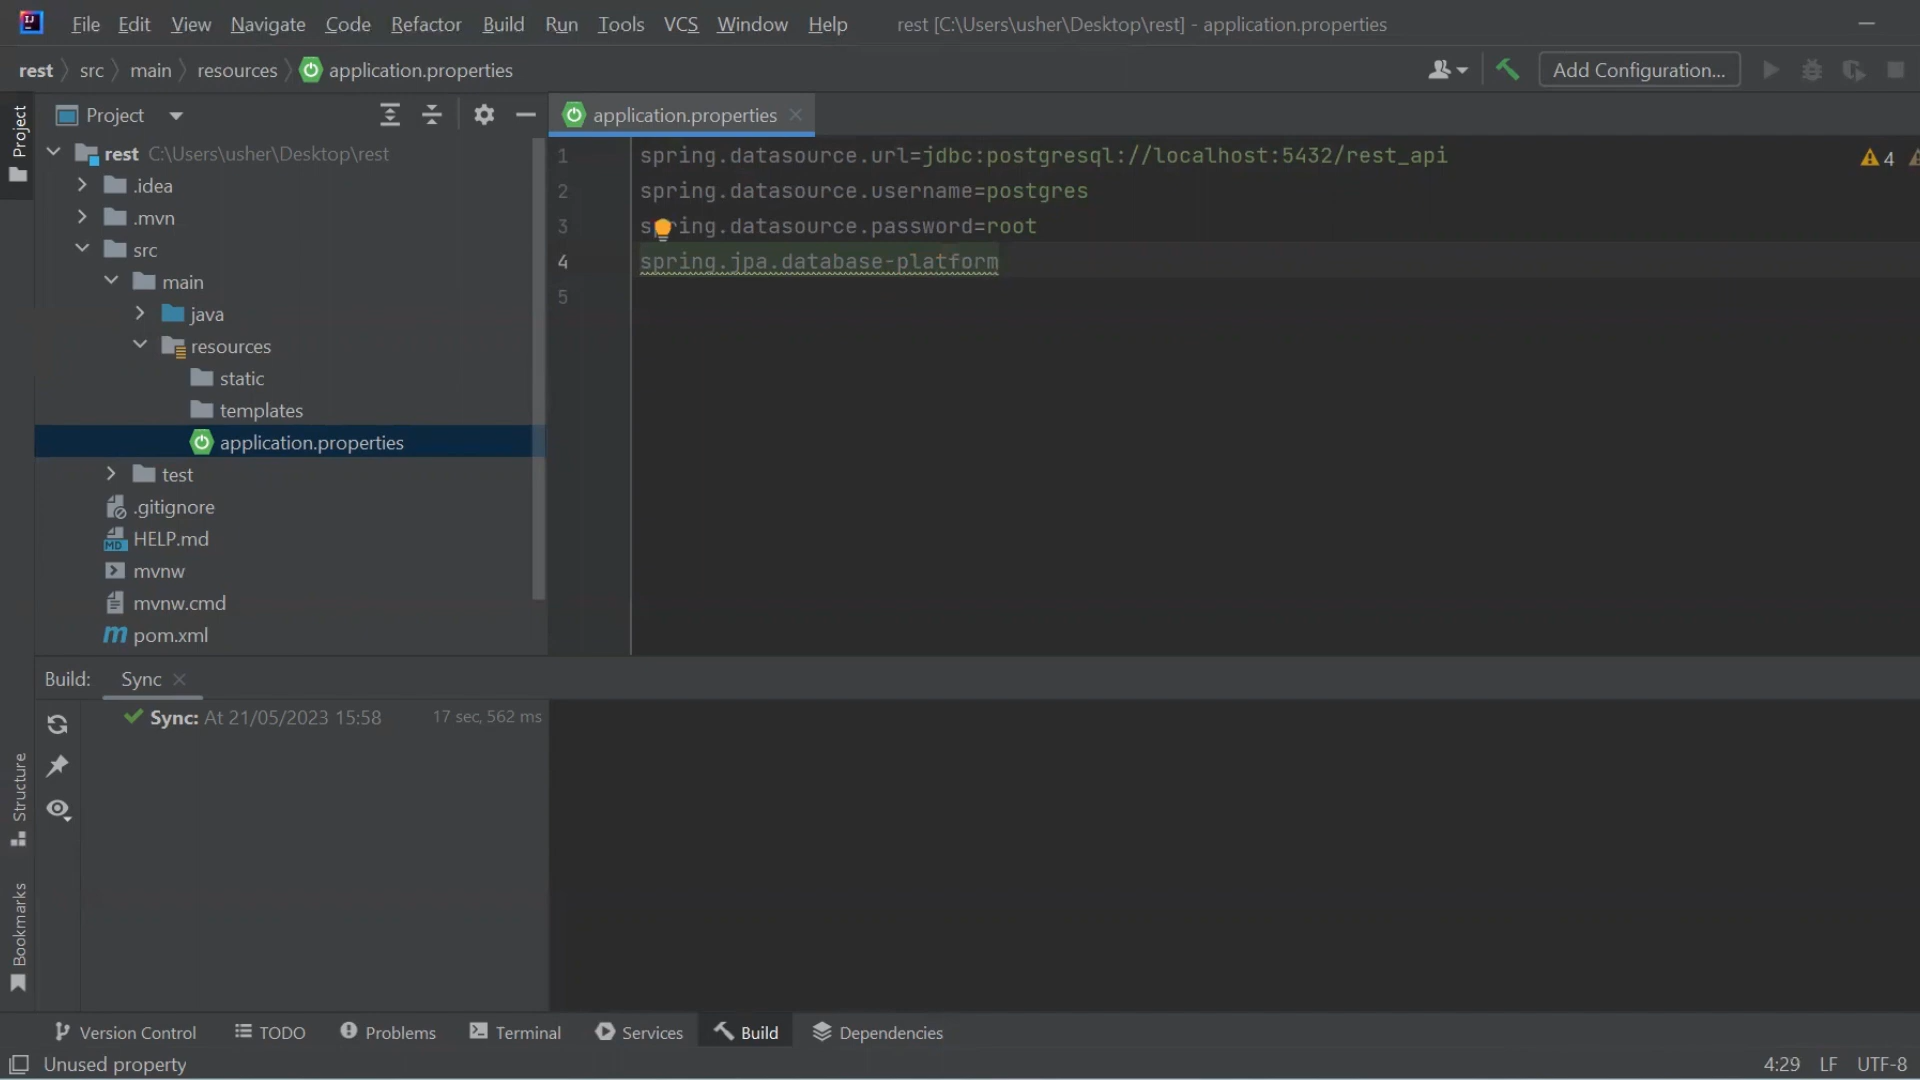 File Edit View Navigate Code Refactor Build Run Tools VCS Window Help rest [C:\Users\usher\Desktop\rest] - application.properties
rest src main resources application.properties Add Configuration...
Project
Project
application.properties
rest C:\Users\usher\Desktop\rest
.idea
.mvn
src
main
java
resources
static
templates
application.properties
test
.gitignore
HELP.md
mvnw
mvnw.cmd
pom.xml
1 spring.datasource.url=jdbc:postgresql://localhost:5432/rest_api
4
2 spring.datasource.username=postgres
3 spring.datasource.password=root
4 spring.jpa.database-platform
5
Build: Sync
Sync: At 21/05/2023 15:58 17 sec, 562 ms
Structure
Bookmarks
Version Control TODO Problems Terminal Services Build Dependencies
Unused property 4:29 LF UTF-8